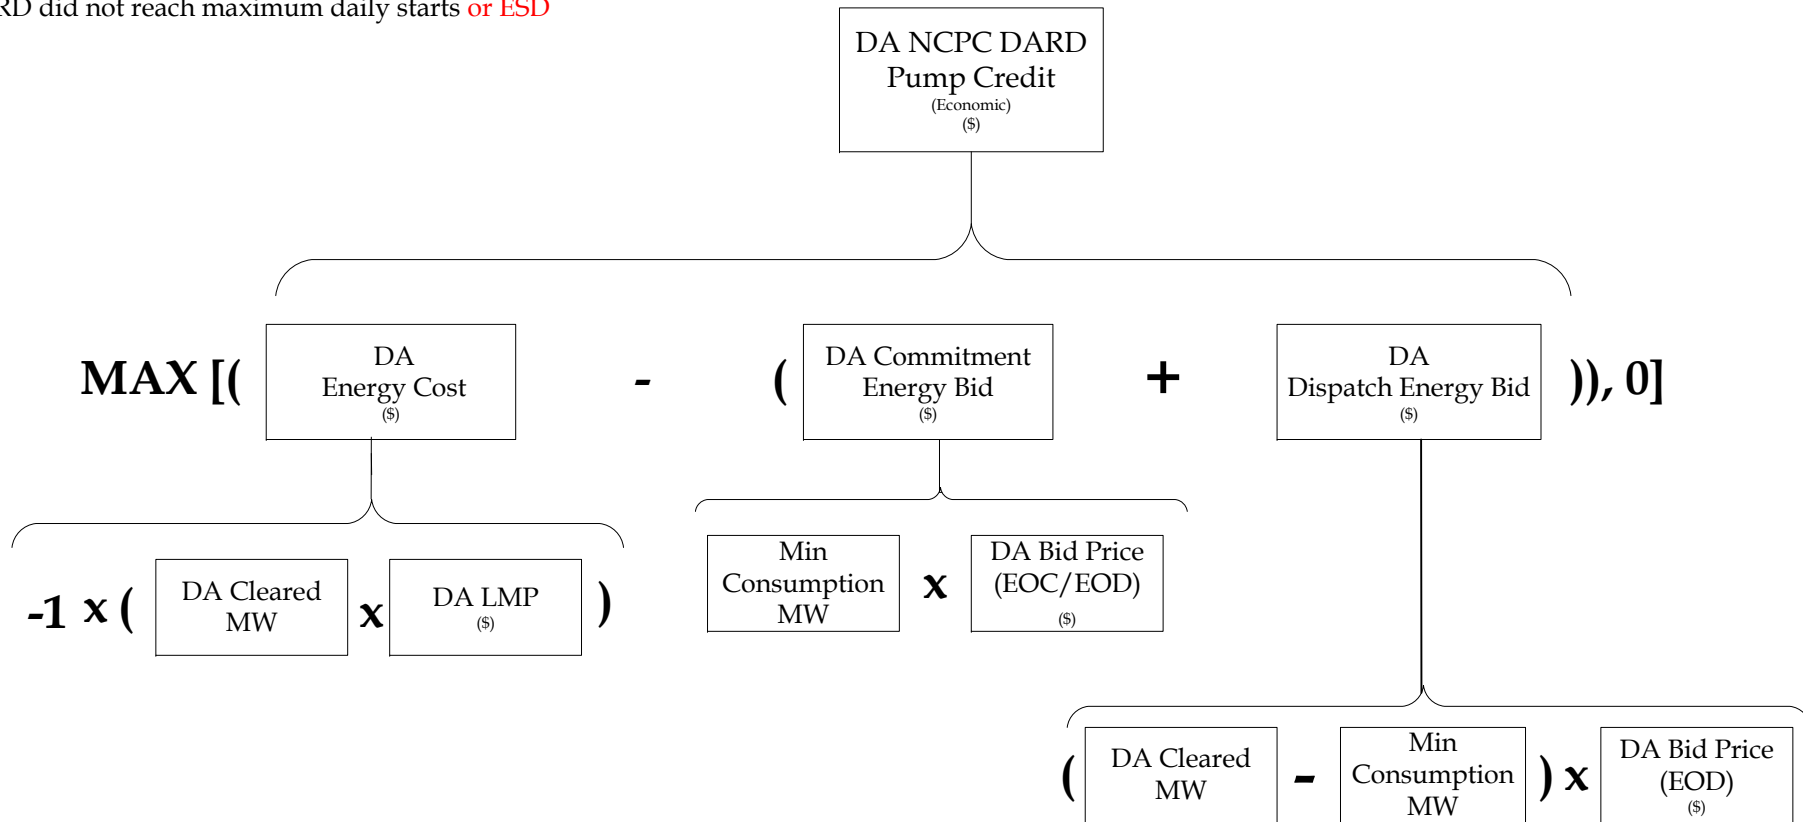 RD did not reach maximum daily starts or ESD
DA NCPC DARD
Pump Credit
(Economic)
($)
MAX [(
DA
Energy Cost
($)
-
(
DA Commitment
Energy Bid
($)
+
DA
Dispatch Energy Bid
($)
)), 0]
-1 x (
DA Cleared
MW
x
DA LMP
($)
)
Min
Consumption
MW
x
DA Bid Price
(EOC/EOD)
($)
(
DA Cleared
MW
-
Min
Consumption
MW
) x
DA Bid Price
(EOD)
($)